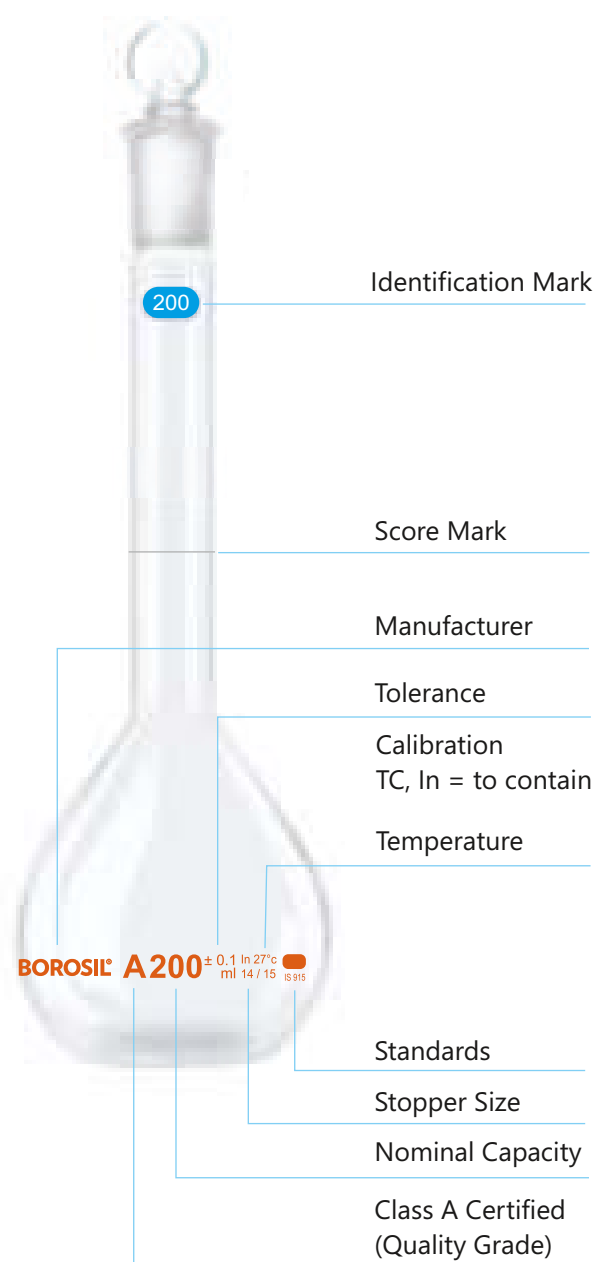 200
Identification Mark
Score Mark
Manufacturer
Tolerance
Calibration
TC, In = to contain
Temperature
BOROSIL® A 200 ± 0.1 ml In 27°c 14 / 15 IS 915
Standards
Stopper Size
Nominal Capacity
Class A Certified
(Quality Grade)